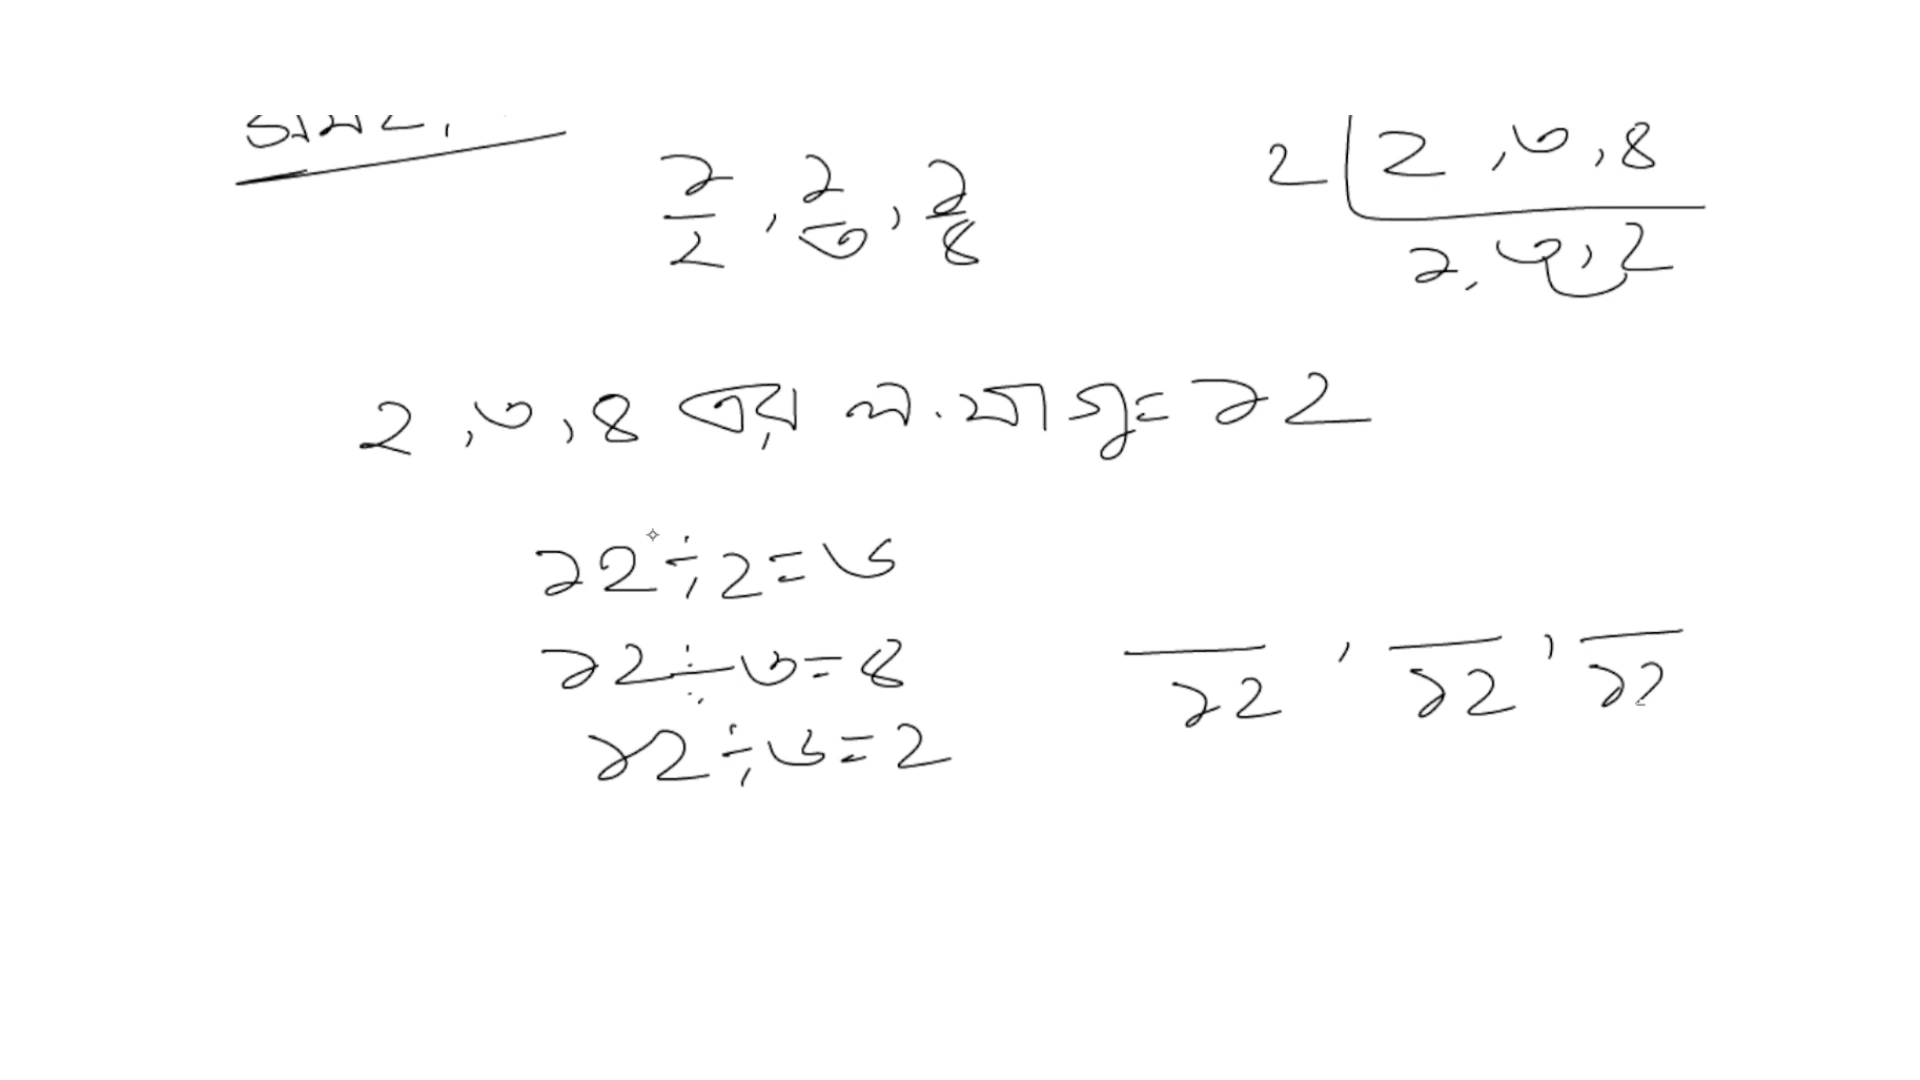 ১/২ , ১/৩ , ১/৪
২ | ২ , ৩ , ৪
১, ৩, ২
২ , ৩ , ৪ এর ল.সা গু= ১২
১২÷২=৬
১২÷৩=৪
১২÷৬=২
/১২ , /১২ , /১২